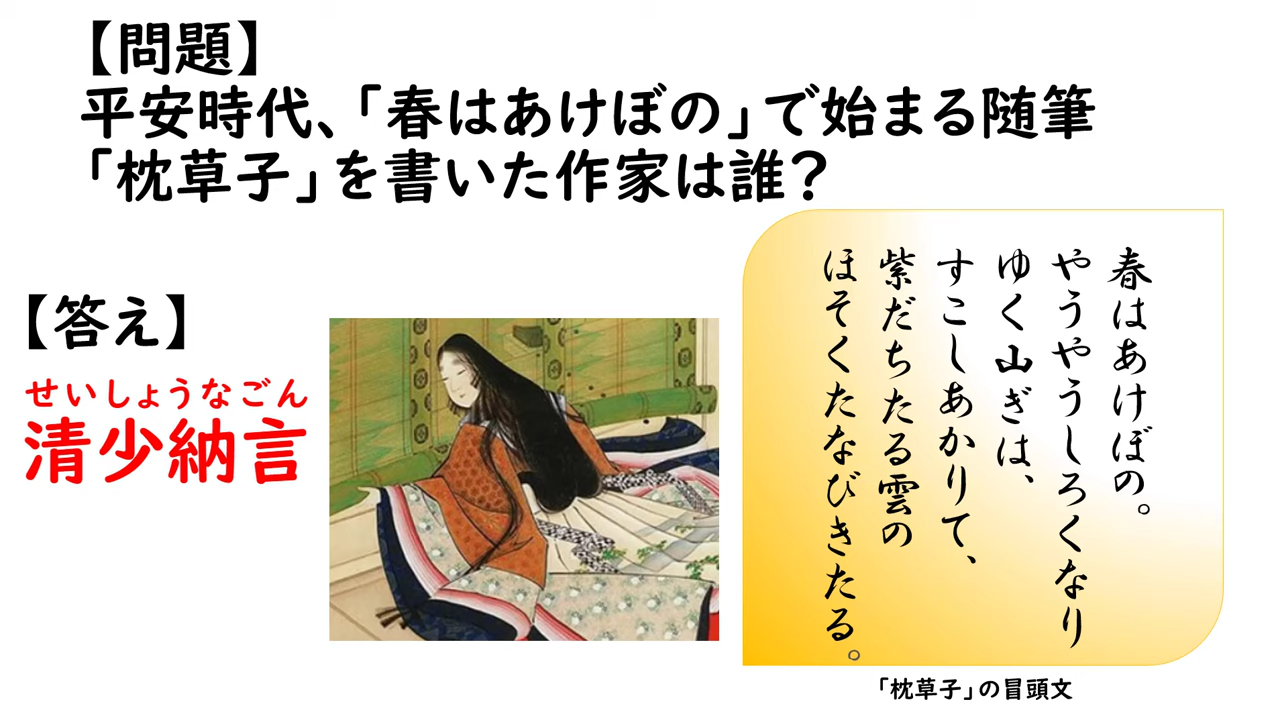 【問題】
平安時代、「春はあけぼの」で始まる随筆
「枕草子」を書いた作家は誰？
【答え】
せいしょうなごん
清少納言
春はあけぼの。
やうやうしろくなり
ゆく山ぎは、
すこしあかりて、
紫だちたる雲の
ほそくたなびきたる。
「枕草子」の冒頭文